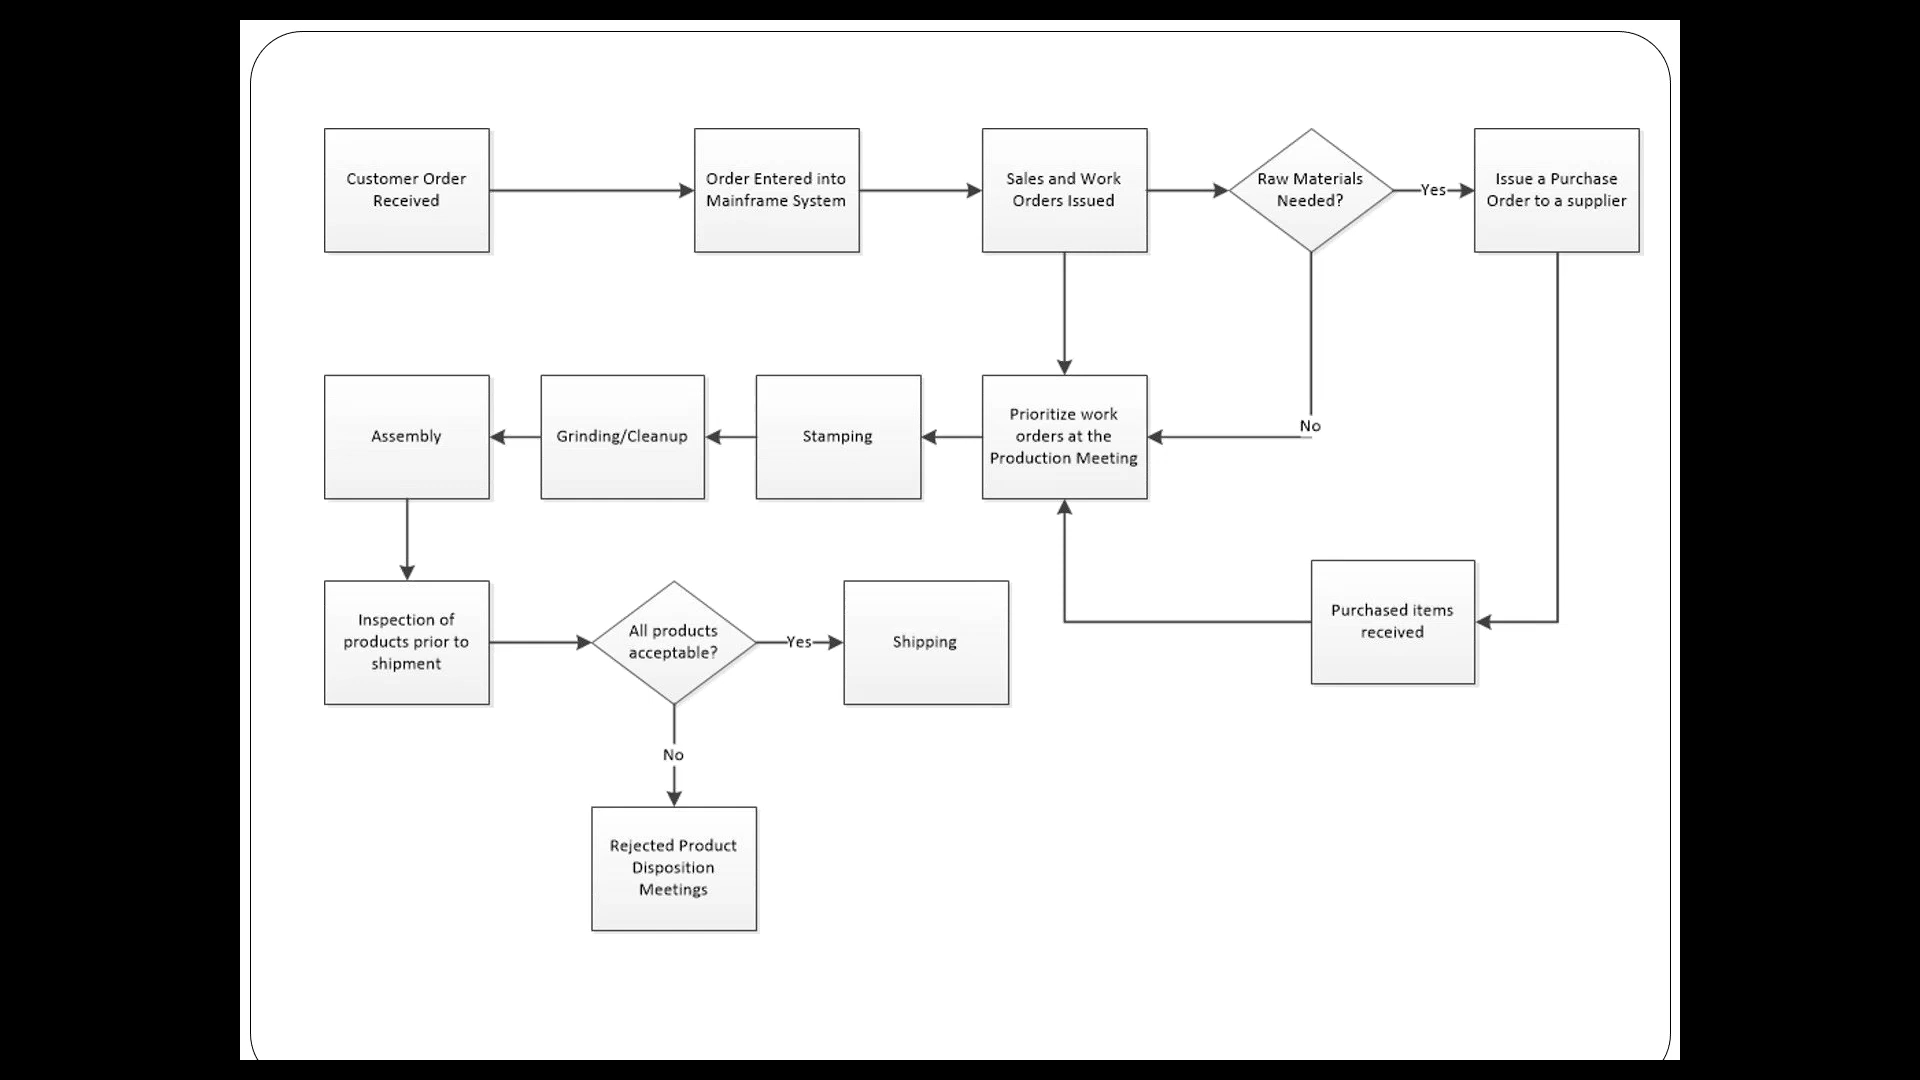 Customer Order
Received
Order Entered into
Mainframe System
Sales and Work
Orders Issued
Raw Materials
Needed?
Yes
Issue a Purchase
Order to a supplier
No
Assembly
Grinding/Cleanup
Stamping
Prioritize work
orders at the
Production Meeting
Purchased items
received
Inspection of
products prior to
shipment
All products
acceptable?
Yes
Shipping
No
Rejected Product
Disposition
Meetings